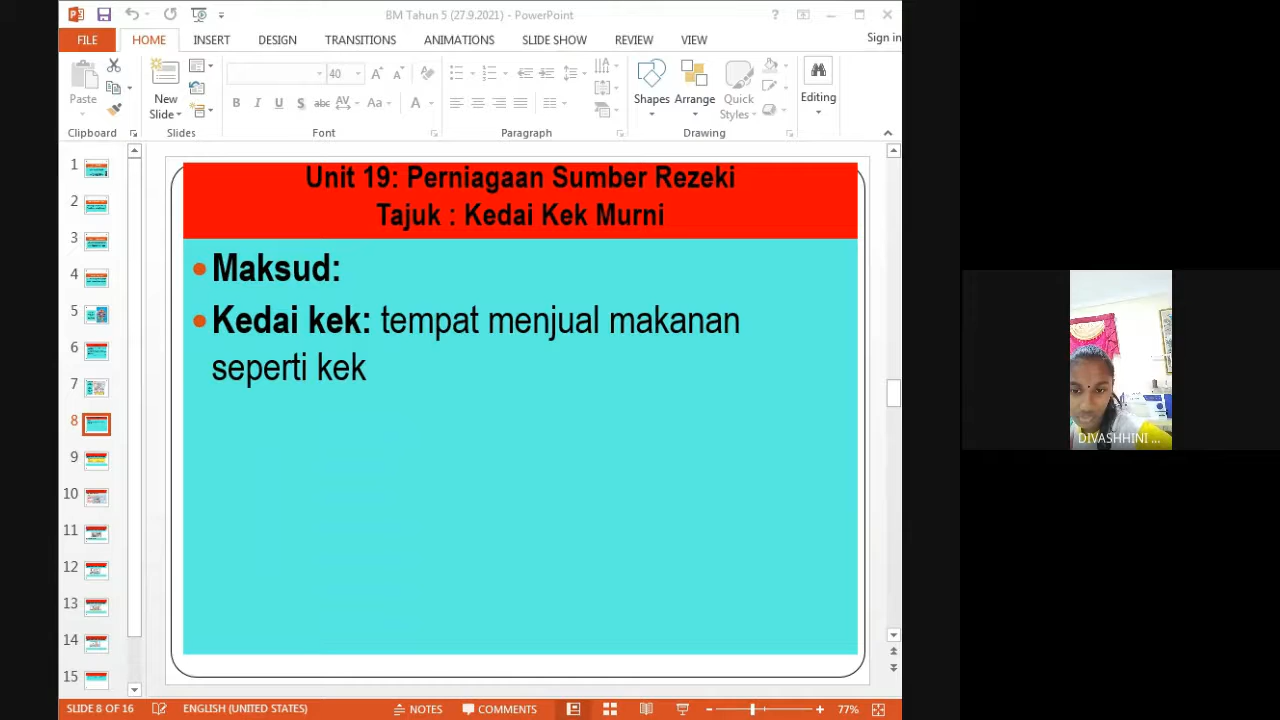 BM Tahun 5 (27.9.2021) - PowerPoint
?
FILE HOME INSERT DESIGN TRANSITIONS ANIMATIONS SLIDE SHOW REVIEW VIEW Sign in
Paste
New
Slide
40
B I U S abc AV Aa A
Shapes Arrange Quick
Styles
Editing
Clipboard Slides Font Paragraph Drawing
1
2
3
4
5
6
7
8
9
10
11
12
13
14
15
Unit 19: Perniagaan Sumber Rezeki
Tajuk : Kedai Kek Murni
Maksud:
Kedai kek: tempat menjual makanan
seperti kek
DIVASHHINI ...
SLIDE 8 OF 16 ENGLISH (UNITED STATES) NOTES COMMENTS 77%